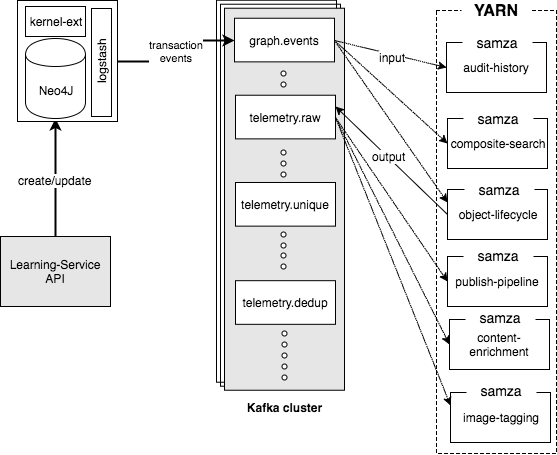 kernel-ext
logstash
Neo4J
create/update
Learning-Service
API
transaction
events
graph.events
telemetry.raw
telemetry.unique
telemetry.dedup
Kafka cluster
input
output
YARN
samza
audit-history
samza
composite-search
samza
object-lifecycle
samza
publish-pipeline
samza
content-
enrichment
samza
image-tagging